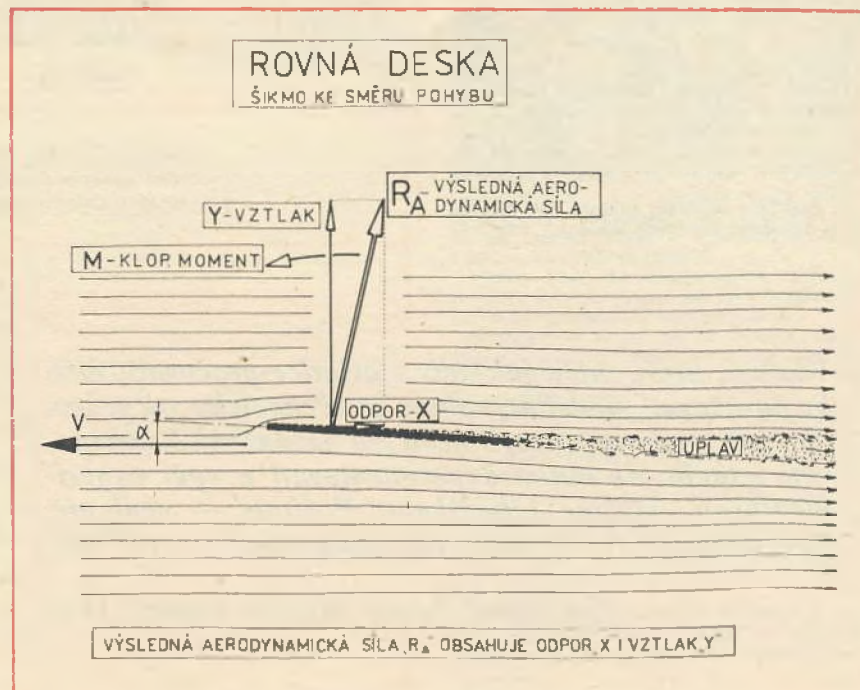 ROVNÁ DESKA
ŠIKMO KE SMĚRU POHYBU
Y-VZTLAK
RA - VÝSLEDNÁ AERO-
DYNAMICKÁ SÍLA
M-KLOP. MOMENT
ODPOR-X
V
α
ÚPLAV
VÝSLEDNÁ AERODYNAMICKÁ SÍLA RA OBSAHUJE ODPOR X I VZTLAK Y